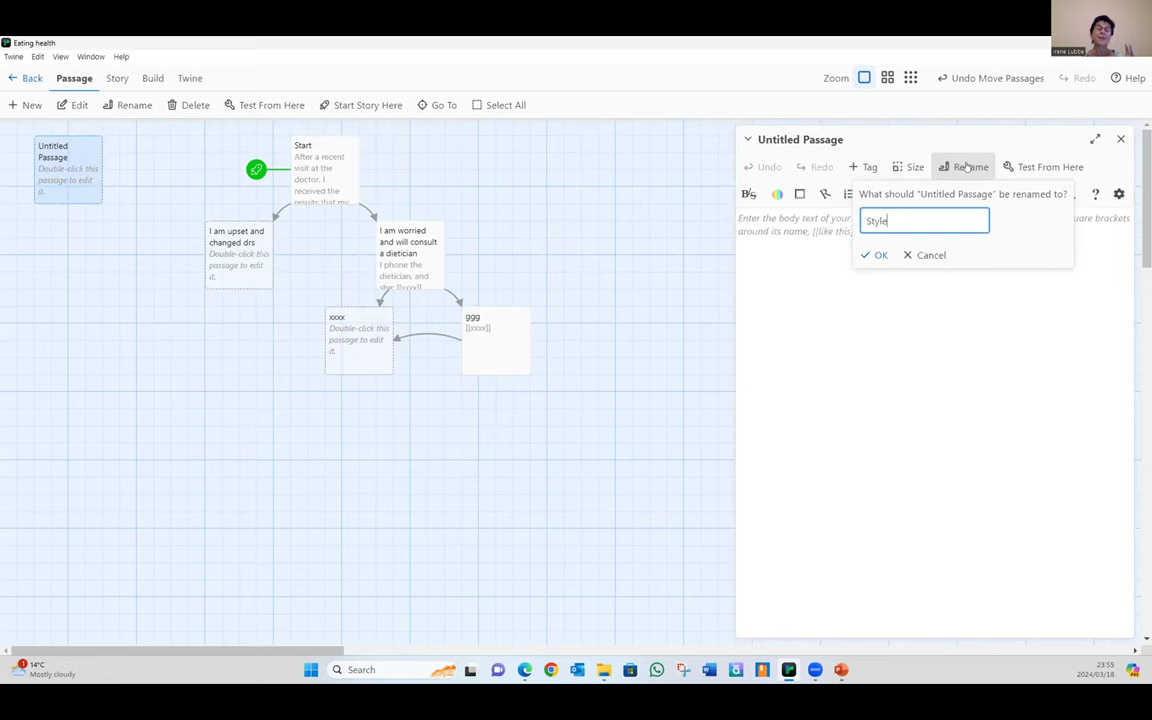 Irene Lubbe
Eating health
Twine Edit View Window Help
Back Passage Story Build Twine Zoom Undo Move Passages Redo Help
New Edit Rename Delete Test From Here Start Story Here Go To Select All
Untitled
Passage
Double-click this
passage to edit
it.
Start
After a recent
visit at the
doctor, I
received the
results that my
I am upset and
changed drs
Double-click this
passage to edit
it.
I am worried
and will consult
a dietician
I phone the
dietician, and
she: [[xxxx]]
xxxx
Double-click this
passage to edit
it.
ggg
[[xxxx]]
Untitled Passage
Undo Redo Tag Size Rename Test From Here
What should "Untitled Passage" be renamed to?
Enter the body text of your
uare brackets
around its name, [[like this]
Style
OK Cancel
14°C
Mostly cloudy
1
Search
23:55
2024/03/18